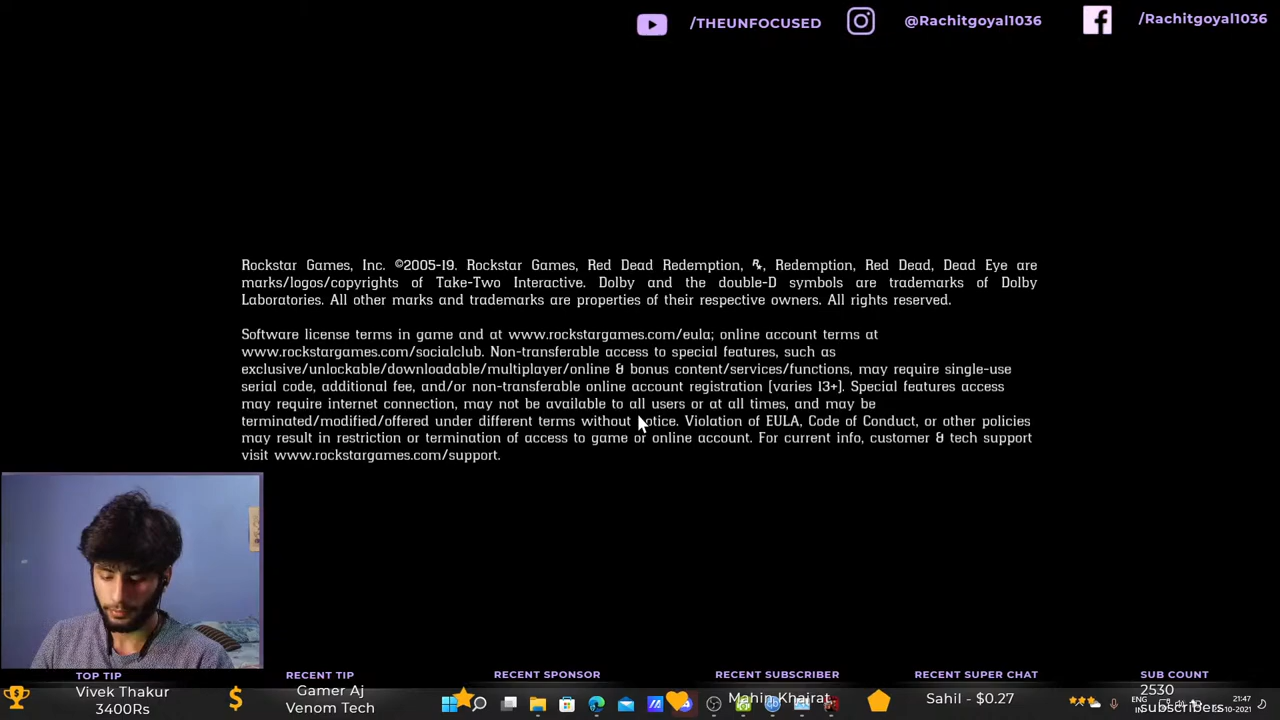 /THEUNFOCUSED
@Rachitgoyal1036
/Rachitgoyal1036
Rockstar Games, Inc. ©2005-19. Rockstar Games, Red Dead Redemption, R*, Redemption, Red Dead, Dead Eye are
marks/logos/copyrights of Take-Two Interactive. Dolby and the double-D symbols are trademarks of Dolby
Laboratories. All other marks and trademarks are properties of their respective owners. All rights reserved.
Software license terms in game and at www.rockstargames.com/eula; online account terms at
www.rockstargames.com/socialclub. Non-transferable access to special features, such as
exclusive/unlockable/downloadable/multiplayer/online & bonus content/services/functions, may require single-use
serial code, additional fee, and/or non-transferable online account registration (varies 13+). Special features access
may require internet connection, may not be available to all users or at all times, and may be
terminated/modified/offered under different terms without notice. Violation of EULA, Code of Conduct, or other policies
may result in restriction or termination of access to game or online account. For current info, customer & tech support
visit www.rockstargames.com/support.
TOP TIP
Vivek Thakur
3400Rs
RECENT TIP
Gamer Aj
Venom Tech
RECENT SPONSOR
RECENT SUBSCRIBER
Mahin Khairat
RECENT SUPER CHAT
Sahil - $0.27
SUB COUNT
2530
Subscribers
ENG
IN
21:47
-10-2021